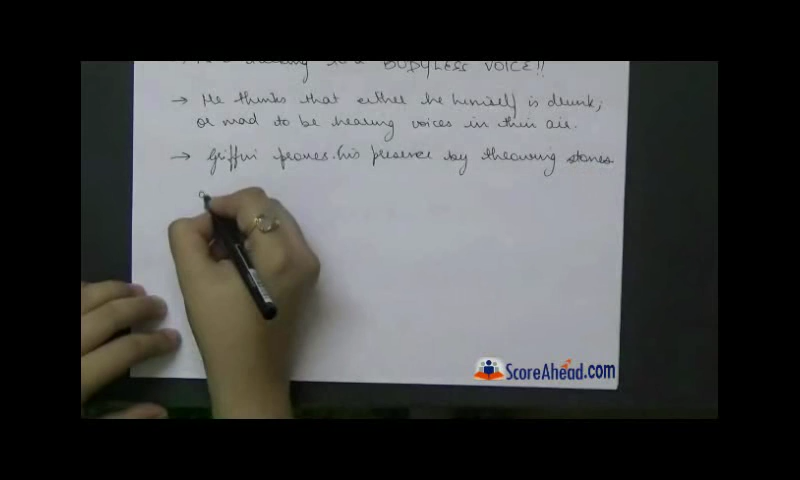 BODYLESS VOICE!!
→ He thinks that either he himself is drunk;
or mad to be hearing voices in thin air.
→ Griffin proves his presence by throwing stones
ScoreAhead.com